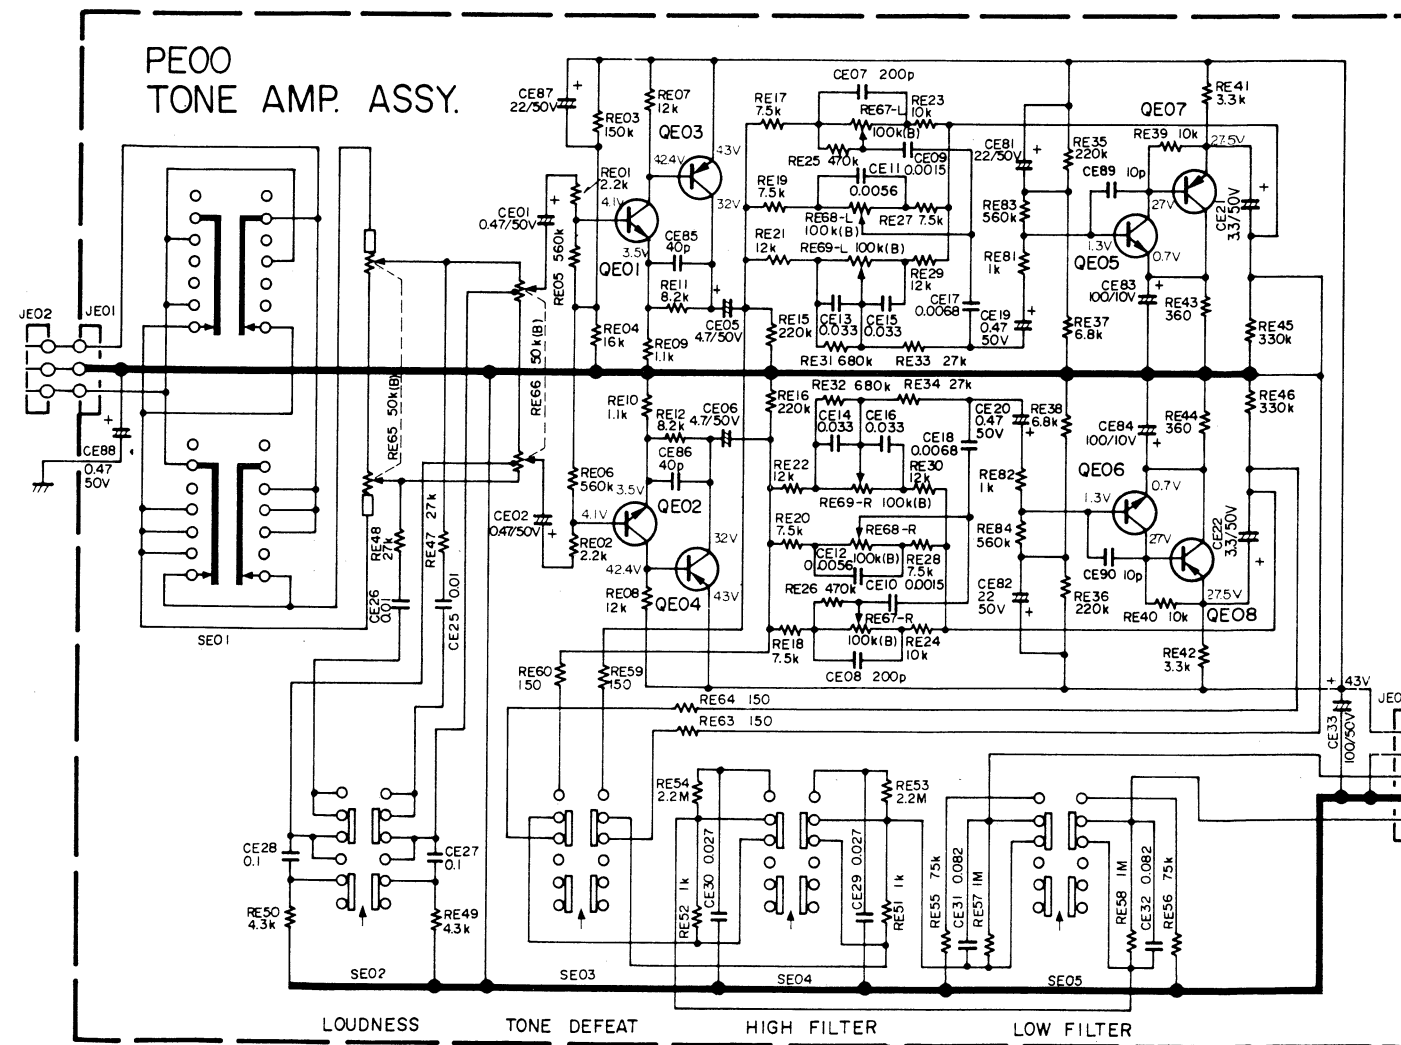 PEOO
TONE AMP. ASSY.
CE87
22/50V
+
RE03
150k
RE07
12k
QE03
42.4V
43V
32V
RE01
2.2k
4.1V
CE01
0.47/50V
+
RE05 560k
3.5V
QE01
CE85
40p
RE11
8.2k
+
CE05
4.7/50V
RE04
16k
RE09
1.1k
RE15
220k
CE07 200p
RE17
7.5k
RE67-L
100k(B)
RE23
10k
RE25 470k
CE09
0.0015
CE11
0.0056
RE19
7.5k
RE68-L
100k(B)
RE27 7.5k
RE21
12k
RE69-L 100k(B)
RE29
12k
CE13
0.033
CE15
0.033
CE17
0.0068
RE31 680k
RE33 27k
CE81
22/50V
+
RE35
220k
RE83
560k
RE81
1k
CE19
0.47
50V
+
RE37
6.8k
CE89 10p
QE07
RE39 10k
RE41
3.3k
27.5V
27V
1.3V
QE05
0.7V
CE83
100/10V
+
RE43
360
CE21
3.3/50V
+
RE45
330k
JE02
JE01
CE88
0.47
50V
+
RE65 50k(B)
RE66 50k(B)
SE01
RE48
27k
RE47 27k
CE26
0.01
CE25 0.01
CE02
0.47/50V
+
RE06
560k
RE02
2.2k
4.1V
3.5V
QE02
42.4V
RE08
12k
QE04
32V
43V
RE10
1.1k
RE12
8.2k
CE86
40p
CE06
4.7/50V
+
RE16
220k
RE32 680k
RE34 27k
CE14
0.033
CE16
0.033
CE18
0.0068
RE22
12k
RE30
12k
RE69-R
100k(B)
RE20
7.5k
RE68-R
100k(B)
RE28
7.5k
CE12
0.0056
CE10 0.0015
RE26 470k
RE67-R
100k(B)
RE18
7.5k
RE24
10k
CE08 200p
CE20
0.47
50V
+
RE38
6.8k
RE82
1k
RE84
560k
CE82
22
50V
+
RE36
220k
CE84
100/10V
+
RE44
360
RE46
330k
QE06
0.7V
1.3V
27V
CE90 10p
CE22
3.3/50V
+
27.5V
QE08
RE40 10k
RE42
3.3k
RE60
150
RE59
150
RE64 150
RE63 150
+ 43V
CE33
100/50V
JE0
CE28
0.1
CE27
0.1
RE50
4.3k
RE49
4.3k
SE02
SE03
RE54
2.2M
RE52 1k
CE30 0.027
CE29 0.027
RE53
2.2M
RE51 1k
SE04
RE55 75k
CE31 0.082
RE57 1M
SE05
RE58 1M
CE32 0.082
RE56 75k
LOUDNESS
TONE DEFEAT
HIGH FILTER
LOW FILTER